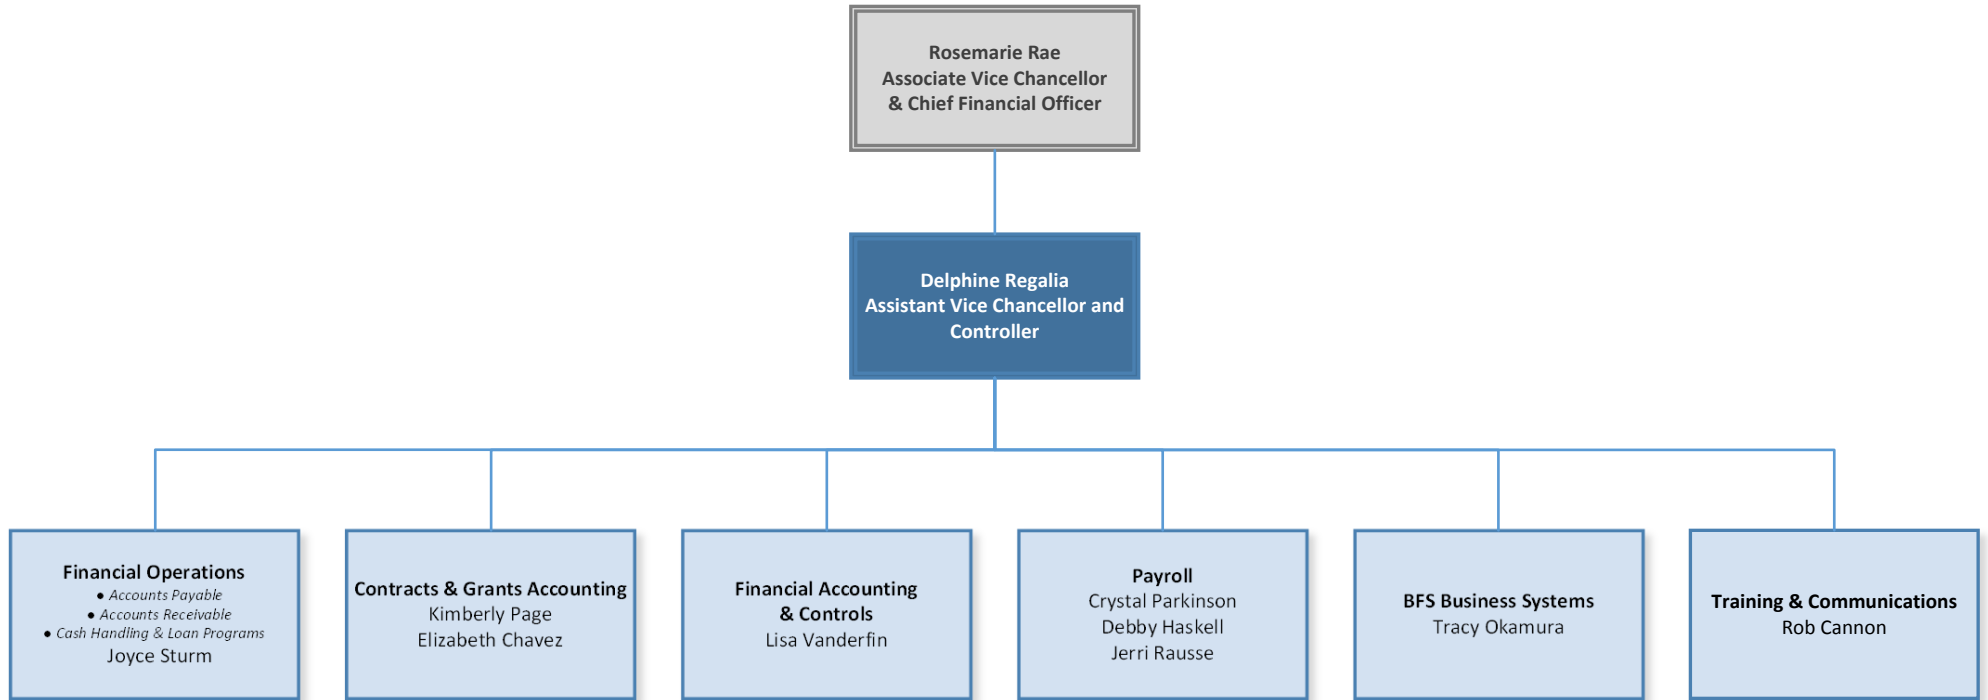 Rosemarie Rae
Associate Vice Chancellor
& Chief Financial Officer
Delphine Regalia
Assistant Vice Chancellor and
Controller
Financial Operations
● Accounts Payable
● Accounts Receivable
● Cash Handling & Loan Programs
Joyce Sturm
Contracts & Grants Accounting
Kimberly Page
Elizabeth Chavez
Financial Accounting
& Controls
Lisa Vanderfin
Payroll
Crystal Parkinson
Debby Haskell
Jerri Rausse
BFS Business Systems
Tracy Okamura
Training & Communications
Rob Cannon